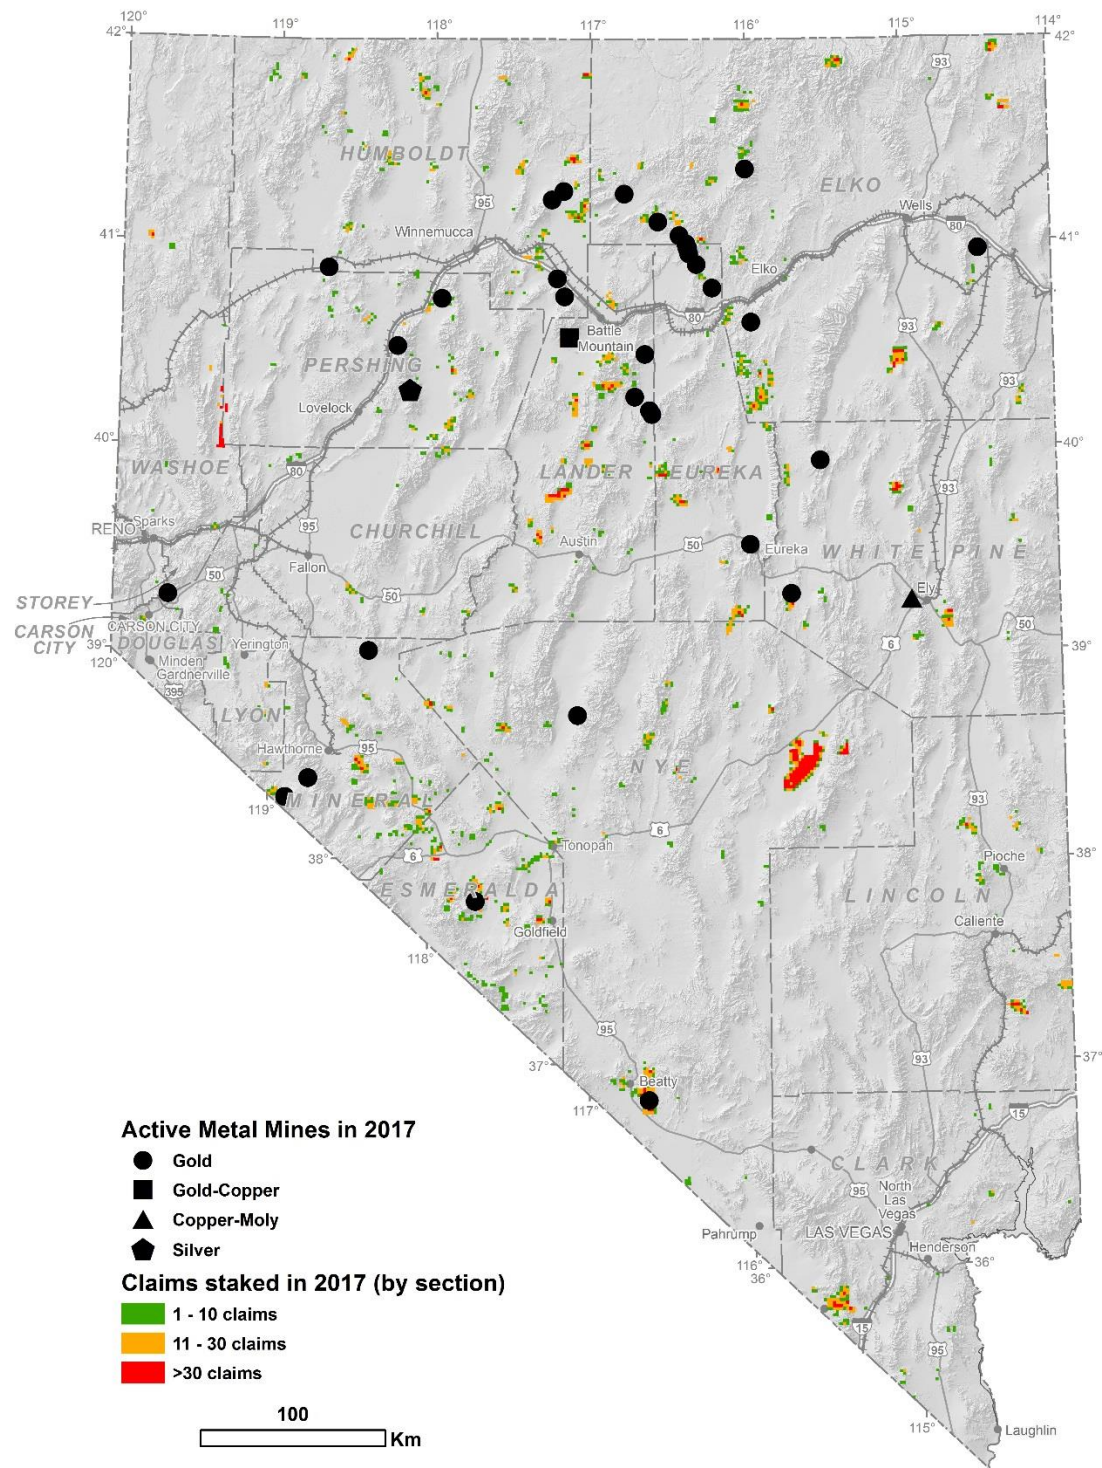 120°
119°
118°
117°
116°
115°
114°
42°
42°
93
HUMBOLDT
ELKO
95
Wells
80
41°
Winnemucca
41°
Elko
80
Battle
Mountain
93
PERSHING
93
Lovelock
40°
40°
WASHOE
80
LANDER
EUREKA
93
RENO
Sparks
95
CHURCHILL
Austin
50
Eureka
WHITE PINE
Fallon
50
50
Ely
STOREY
CARSON CITY
50
CARSON
CITY
39°
DOUGLAS
Yerington
6
39°
120°
Minden
Gardnerville
395
LYON
Hawthorne
95
NYE
MINERAL
119°
93
6
Tonopah
38°
6
38°
Pioche
ESMERALDA
LINCOLN
Goldfield
Caliente
118°
95
93
37°
37°
Beatty
117°
15
Active Metal Mines in 2017
Gold
Gold-Copper
Copper-Moly
Silver
CLARK
95
North
Las
Vegas
LAS VEGAS
Pahrump
Henderson
116°
36°
36°
Claims staked in 2017 (by section)
1 - 10 claims
11 - 30 claims
>30 claims
15
95
100
Km
115°
Laughlin